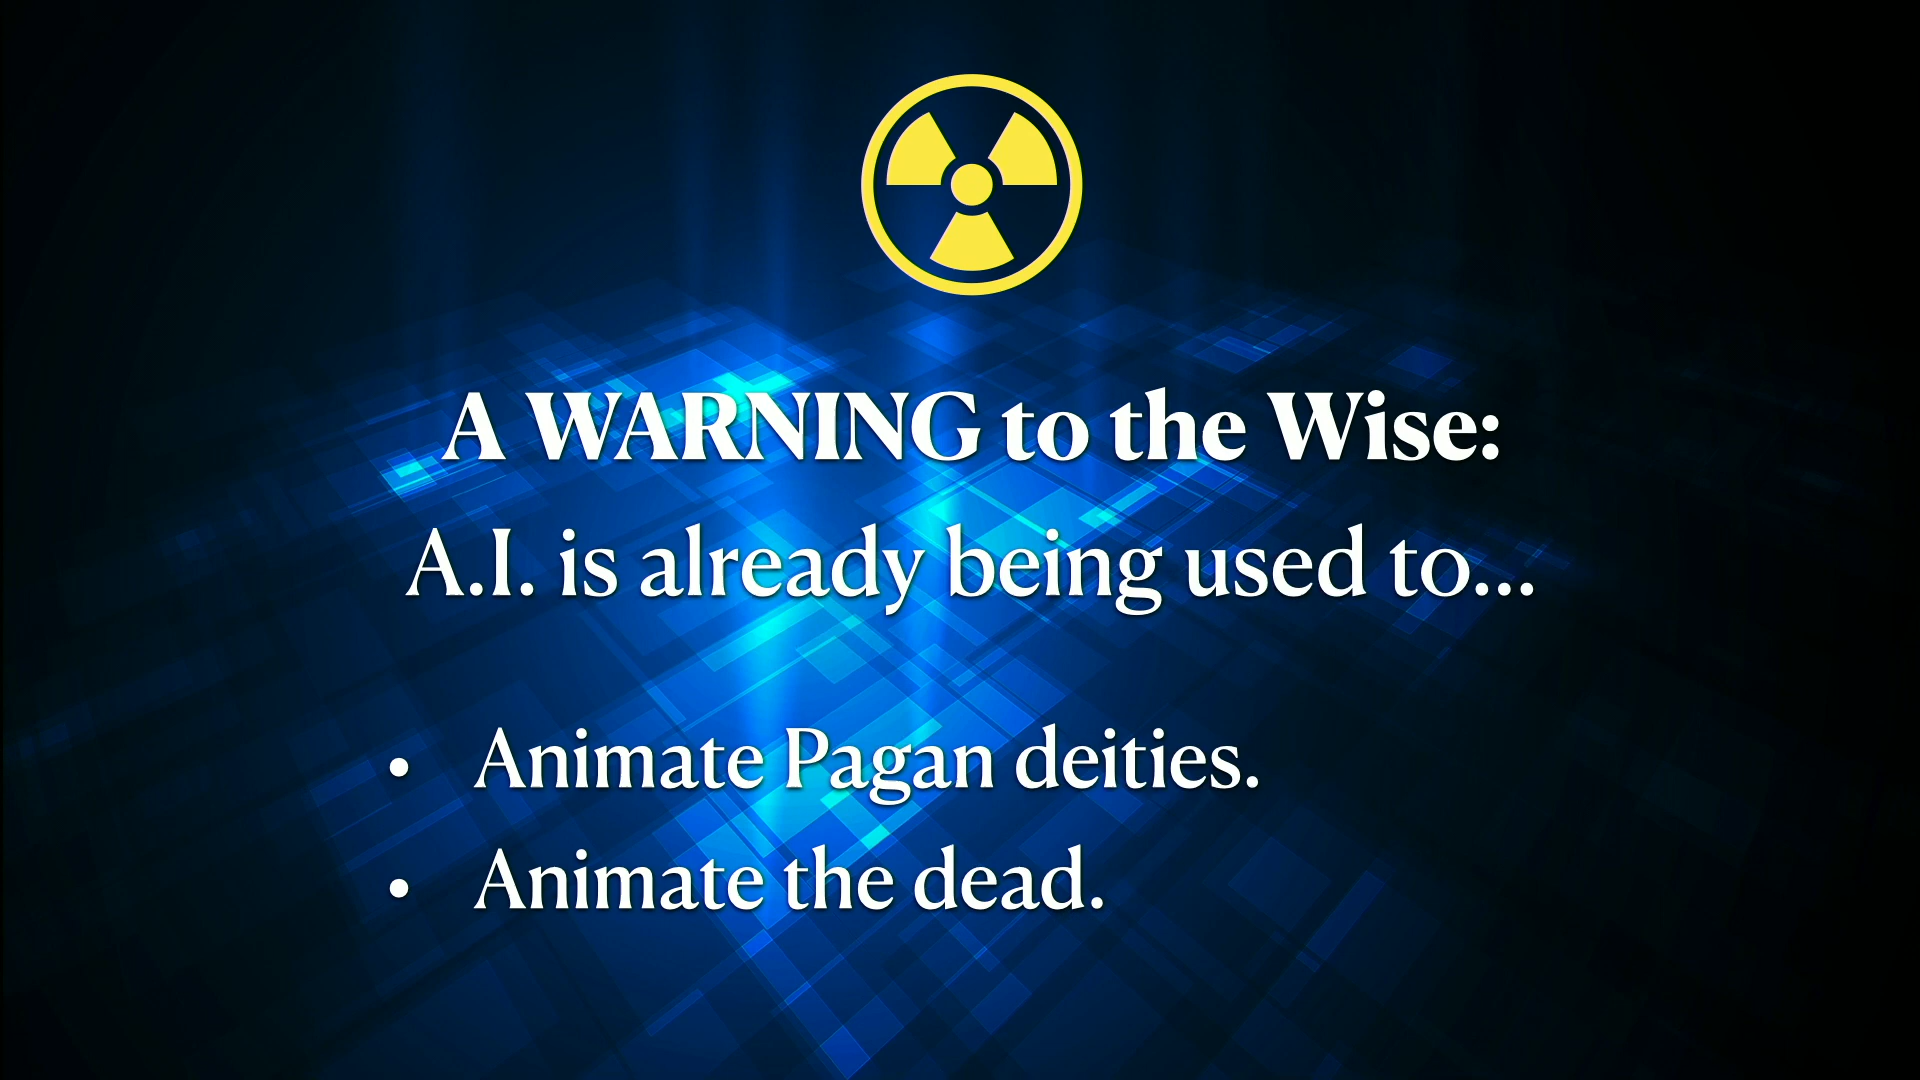 A WARNING to the Wise:
A.I. is already being used to...
• Animate Pagan deities.
• Animate the dead.